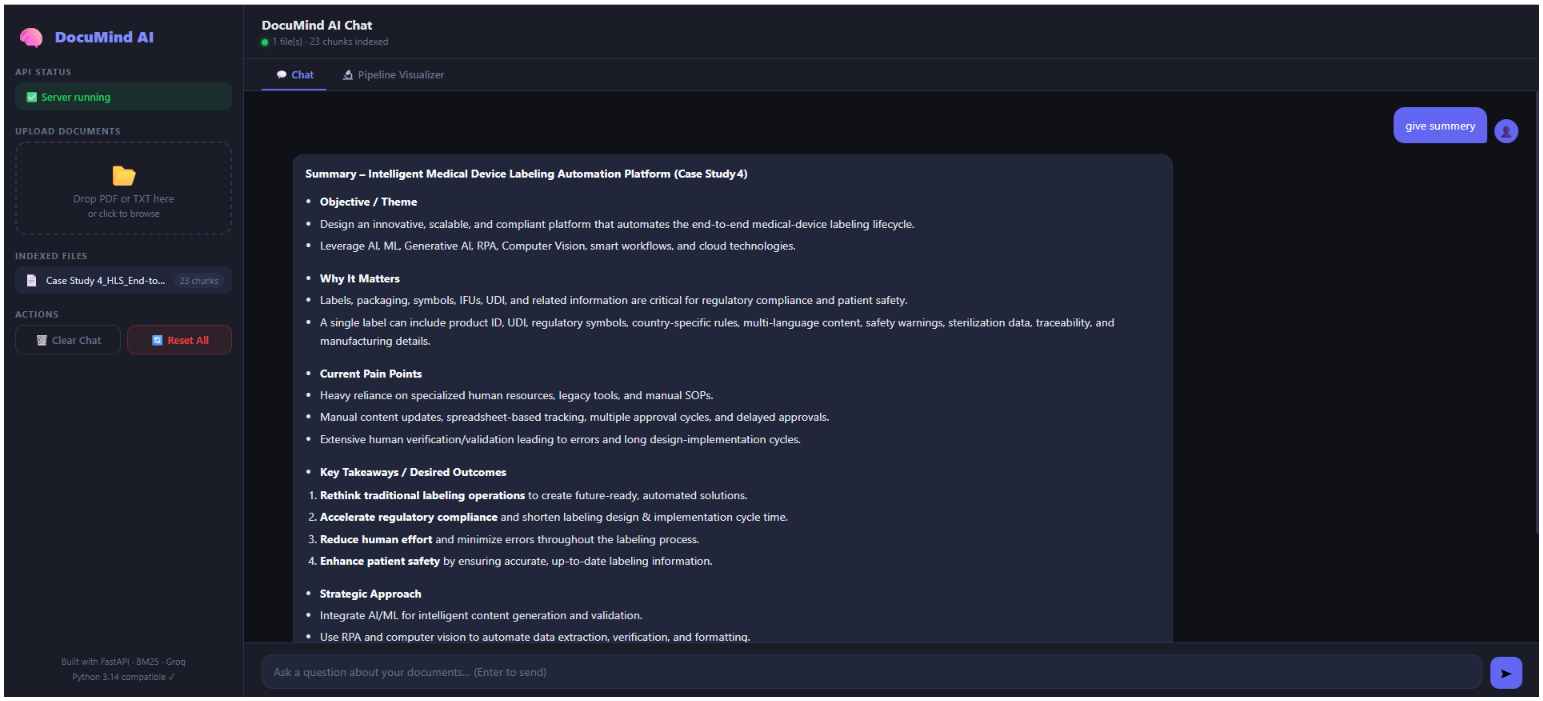 DocuMind AI
API STATUS
Server running
UPLOAD DOCUMENTS
Drop PDF or TXT here
or click to browse
INDEXED FILES
Case Study 4_HLS_End-to... 23 chunks
ACTIONS
Clear Chat
Reset All
Built with FastAPI · BM25 · Groq
Python 3.14 compatible ✓
DocuMind AI Chat
1 file(s) · 23 chunks indexed
Chat
Pipeline Visualizer
give summery
Summary – Intelligent Medical Device Labeling Automation Platform (Case Study 4)
• Objective / Theme
• Design an innovative, scalable, and compliant platform that automates the end-to-end medical-device labeling lifecycle.
• Leverage AI, ML, Generative AI, RPA, Computer Vision, smart workflows, and cloud technologies.
• Why It Matters
• Labels, packaging, symbols, IFUs, UDI, and related information are critical for regulatory compliance and patient safety.
• A single label can include product ID, UDI, regulatory symbols, country-specific rules, multi-language content, safety warnings, sterilization data, traceability, and
manufacturing details.
• Current Pain Points
• Heavy reliance on specialized human resources, legacy tools, and manual SOPs.
• Manual content updates, spreadsheet-based tracking, multiple approval cycles, and delayed approvals.
• Extensive human verification/validation leading to errors and long design-implementation cycles.
• Key Takeaways / Desired Outcomes
1. Rethink traditional labeling operations to create future-ready, automated solutions.
2. Accelerate regulatory compliance and shorten labeling design & implementation cycle time.
3. Reduce human effort and minimize errors throughout the labeling process.
4. Enhance patient safety by ensuring accurate, up-to-date labeling information.
• Strategic Approach
• Integrate AI/ML for intelligent content generation and validation.
• Use RPA and computer vision to automate data extraction, verification, and formatting.
Ask a question about your documents... (Enter to send)